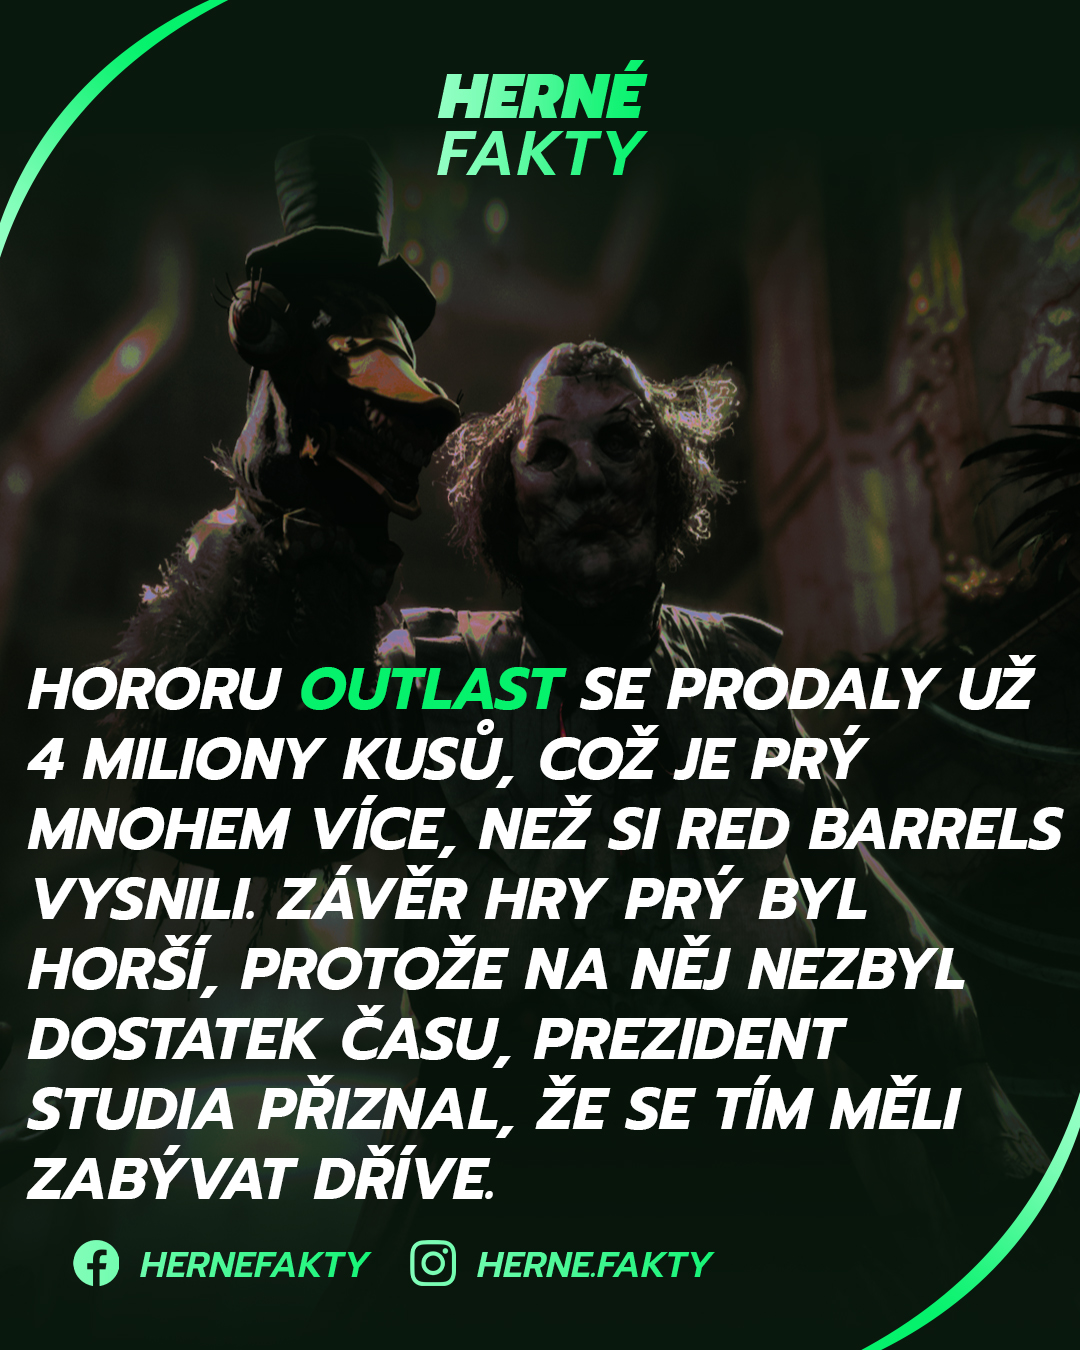 HERNÉ
FAKTY
HORORU OUTLAST SE PRODALY UŽ
4 MILIONY KUSŮ, COŽ JE PRÝ
MNOHEM VÍCE, NEŽ SI RED BARRELS
VYSNILI. ZÁVĚR HRY PRÝ BYL
HORŠÍ, PROTOŽE NA NĚJ NEZBYL
DOSTATEK ČASU, PREZIDENT
STUDIA PŘIZNAL, ŽE SE TÍM MĚLI
ZABÝVAT DŘÍVE.
HERNEFAKTY HERNE.FAKTY